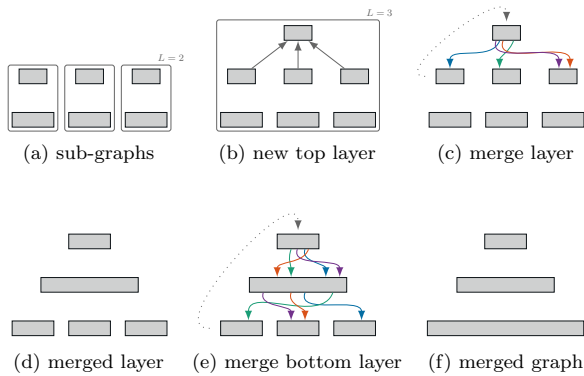 L = 2
L = 3
(a) sub-graphs
(b) new top layer
(c) merge layer
(d) merged layer
(e) merge bottom layer
(f) merged graph